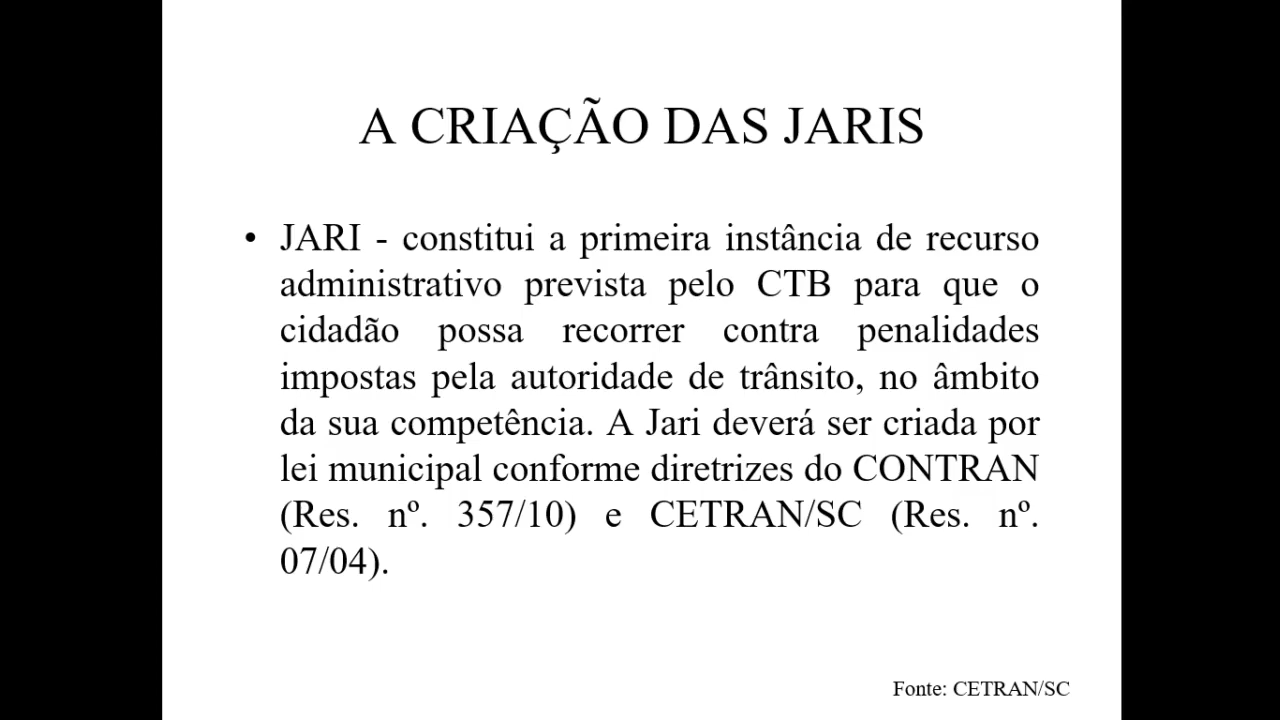 A CRIAÇÃO DAS JARIS
• JARI - constitui a primeira instância de recurso
administrativo prevista pelo CTB para que o
cidadão possa recorrer contra penalidades
impostas pela autoridade de trânsito, no âmbito
da sua competência. A Jari deverá ser criada por
lei municipal conforme diretrizes do CONTRAN
(Res. nº. 357/10) e CETRAN/SC (Res. nº.
07/04).
Fonte: CETRAN/SC